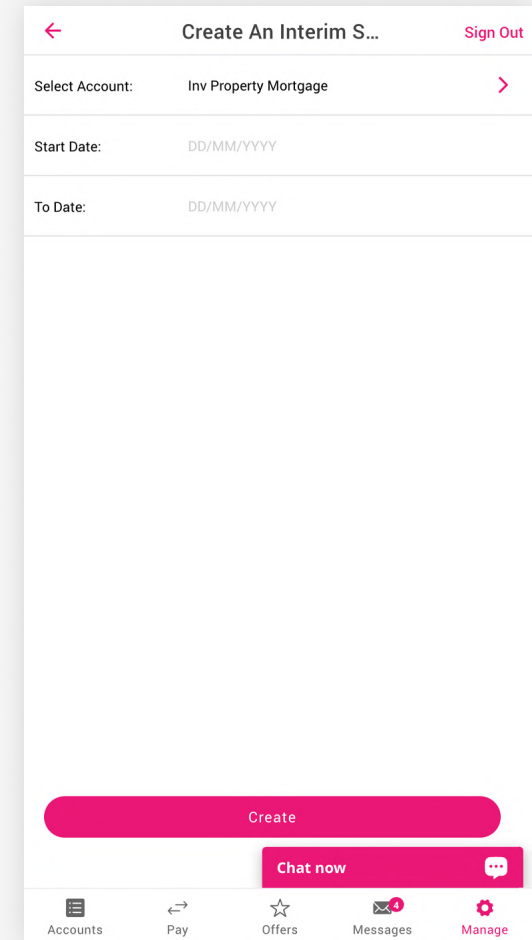 Create An Interim S... Sign Out
Select Account: Inv Property Mortgage
Start Date: DD/MM/YYYY
To Date: DD/MM/YYYY
Create
Chat now
4
Accounts Pay Offers Messages Manage